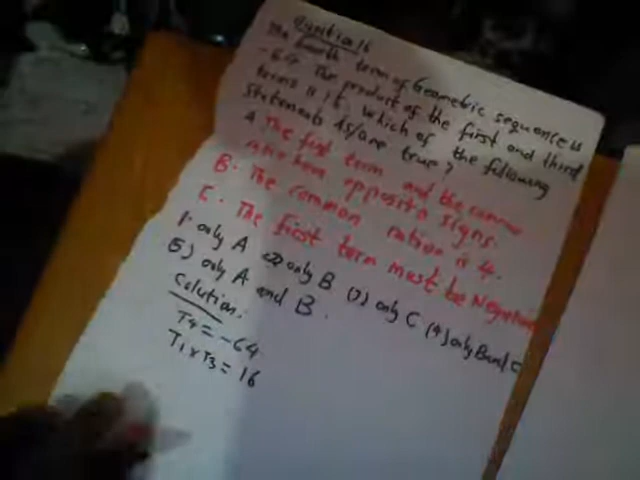 Question 16
The fourth term of Geometric sequence is
-64. The product of the first and third
terms is 16. Which of the following
statements is/are true?
A. The first term and the common
ratio have opposite signs.
B. The common ration is 4.
C. The first term must be Negative
1. only A (2) only B (3) only C (4) only B and C
5) only A and B.
Solution.
T4 = -64
T1 x T3 = 16